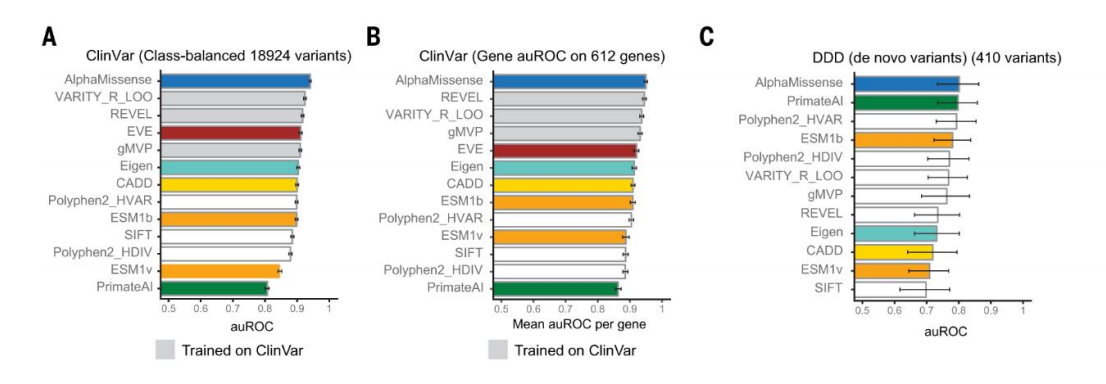 A
ClinVar (Class-balanced 18924 variants)
AlphaMissense
VARITY_R_LOO
REVEL
EVE
gMVP
Eigen
CADD
Polyphen2_HVAR
ESM1b
SIFT
Polyphen2_HDIV
ESM1v
PrimateAI
0.5 0.6 0.7 0.8 0.9 1
auROC
Trained on ClinVar
B
ClinVar (Gene auROC on 612 genes)
AlphaMissense
REVEL
VARITY_R_LOO
gMVP
EVE
Eigen
CADD
ESM1b
Polyphen2_HVAR
ESM1v
SIFT
Polyphen2_HDIV
PrimateAI
0.5 0.6 0.7 0.8 0.9 1
Mean auROC per gene
Trained on ClinVar
C
DDD (de novo variants) (410 variants)
AlphaMissense
PrimateAI
Polyphen2_HVAR
ESM1b
Polyphen2_HDIV
VARITY_R_LOO
gMVP
REVEL
Eigen
CADD
ESM1v
SIFT
0.5 0.6 0.7 0.8 0.9 1
auROC